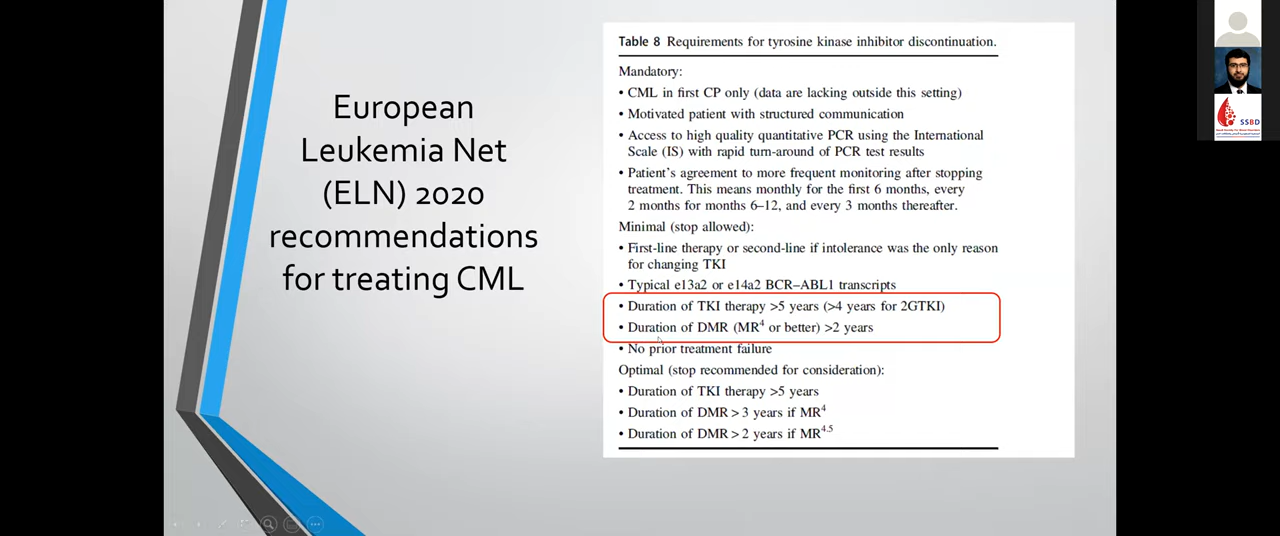 European
Leukemia Net
(ELN) 2020
recommendations
for treating CML
Table 8 Requirements for tyrosine kinase inhibitor discontinuation.
Mandatory:
• CML in first CP only (data are lacking outside this setting)
• Motivated patient with structured communication
• Access to high quality quantitative PCR using the International
Scale (IS) with rapid turn-around of PCR test results
• Patient's agreement to more frequent monitoring after stopping
treatment. This means monthly for the first 6 months, every
2 months for months 6–12, and every 3 months thereafter.
Minimal (stop allowed):
• First-line therapy or second-line if intolerance was the only reason
for changing TKI
• Typical e13a2 or e14a2 BCR–ABL1 transcripts
• Duration of TKI therapy >5 years (>4 years for 2GTKI)
• Duration of DMR (MR⁴ or better) >2 years
• No prior treatment failure
Optimal (stop recommended for consideration):
• Duration of TKI therapy >5 years
• Duration of DMR > 3 years if MR⁴
• Duration of DMR > 2 years if MR⁴·⁵
SSBD